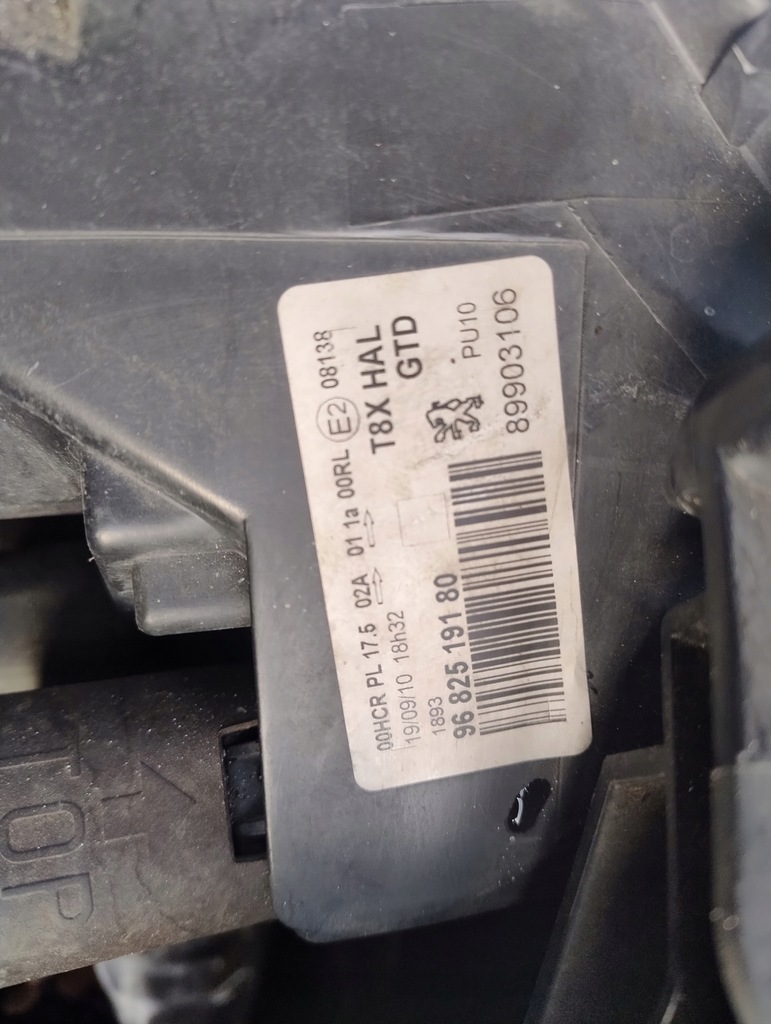 00HCR PL 17.5 02A 01 1a 00RL E2 08138
19/09/10 18h32
T8X HAL
GTD
1893
96 825 191 80
PU10
89903106
TOP